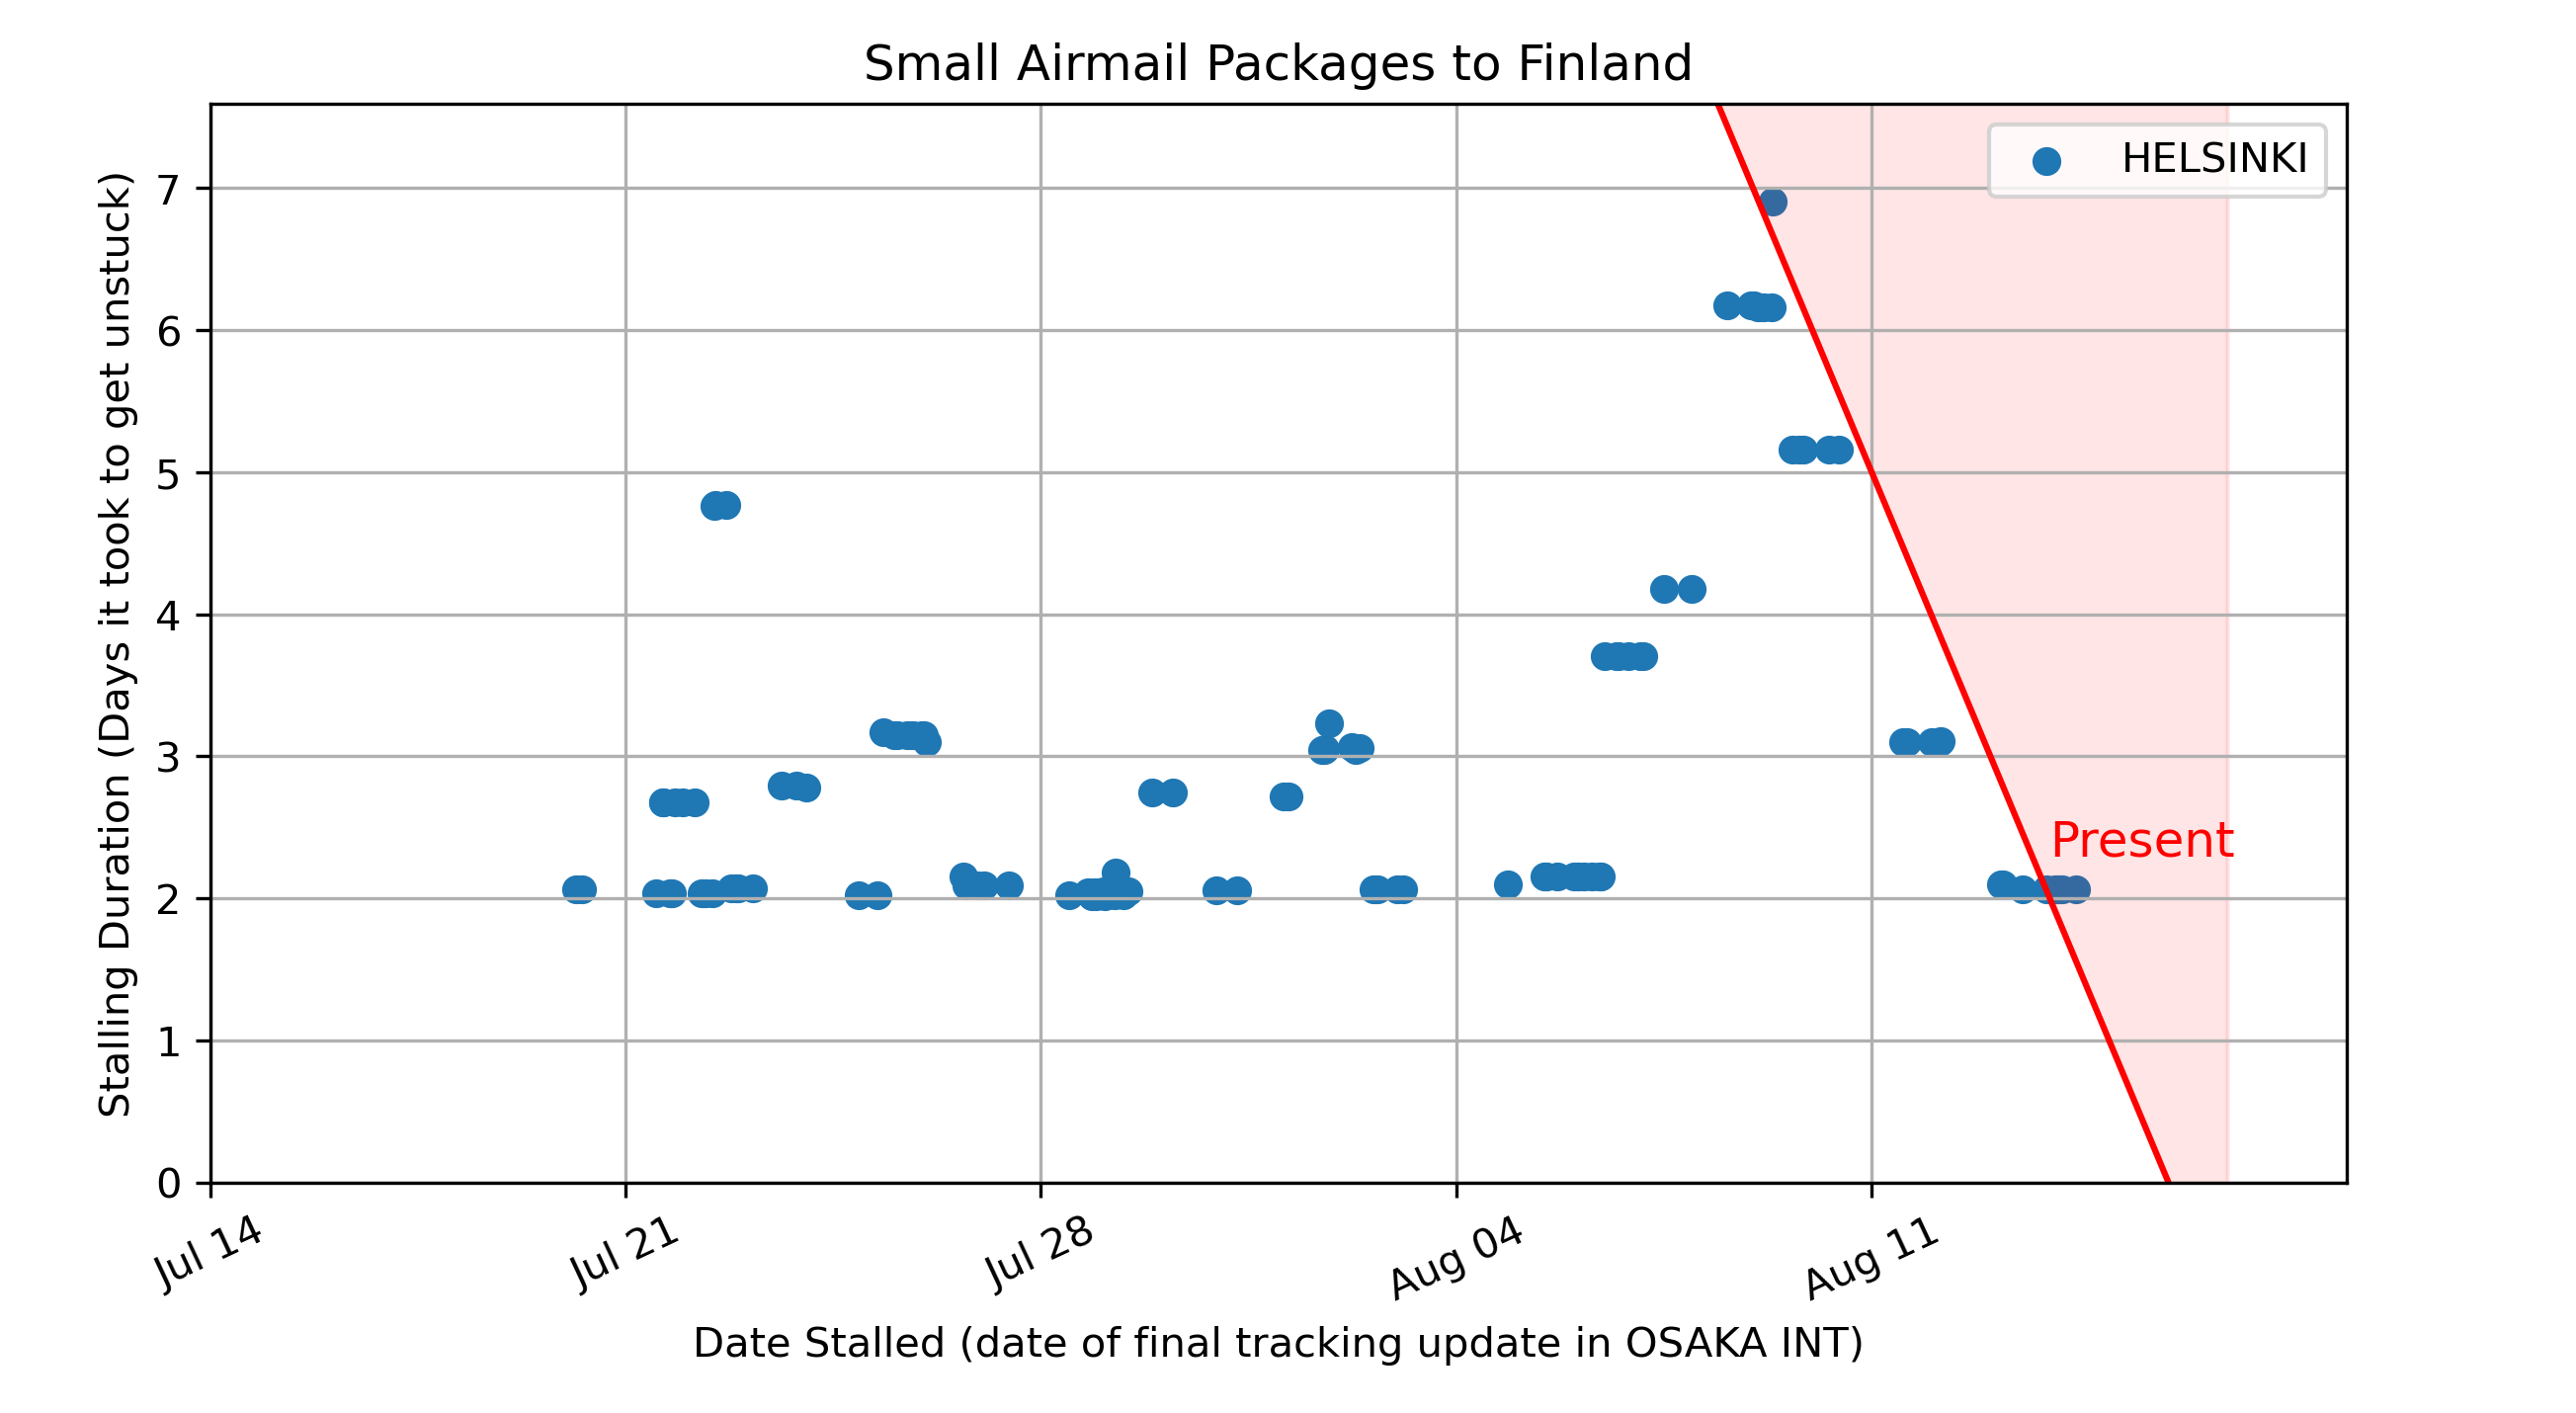 Small Airmail Packages to Finland
HELSINKI
Stalling Duration (Days it took to get unstuck)
7
6
5
4
3
2
1
0
Present
Jul 14
Jul 21
Jul 28
Aug 04
Aug 11
Date Stalled (date of final tracking update in OSAKA INT)